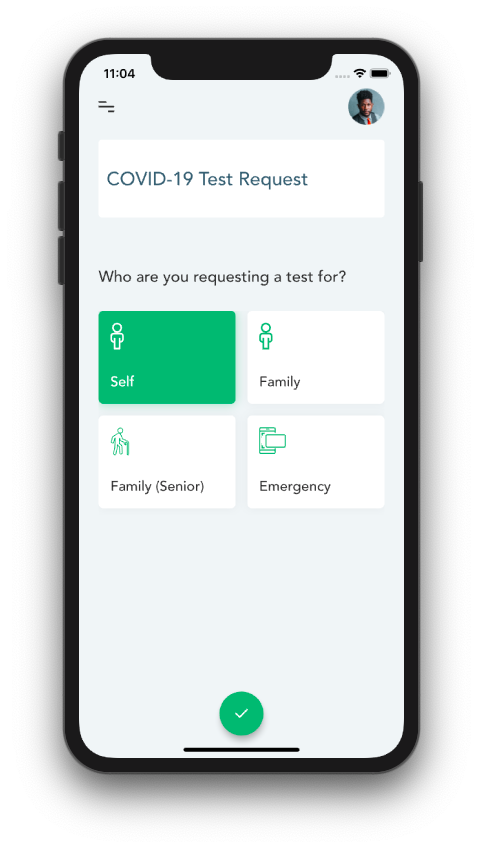 11:04
COVID-19 Test Request
Who are you requesting a test for?
Self
Family
Family (Senior)
Emergency